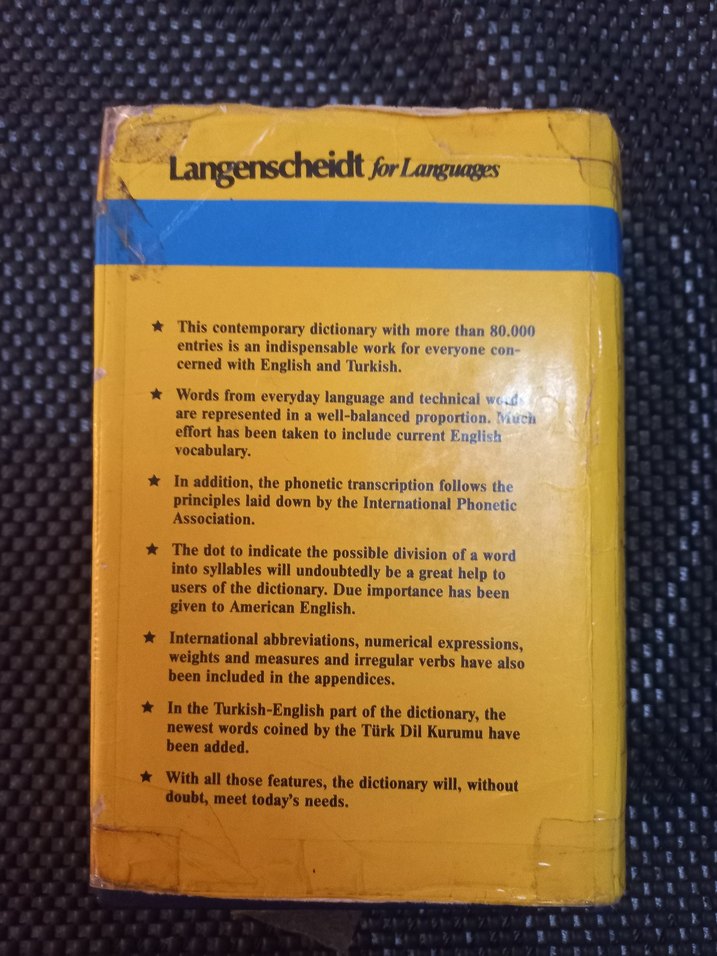 Langenscheidt for Languages
★ This contemporary dictionary with more than 80.000
entries is an indispensable work for everyone con-
cerned with English and Turkish.
★ Words from everyday language and technical words
are represented in a well-balanced proportion. Much
effort has been taken to include current English
vocabulary.
★ In addition, the phonetic transcription follows the
principles laid down by the International Phonetic
Association.
★ The dot to indicate the possible division of a word
into syllables will undoubtedly be a great help to
users of the dictionary. Due importance has been
given to American English.
★ International abbreviations, numerical expressions,
weights and measures and irregular verbs have also
been included in the appendices.
★ In the Turkish-English part of the dictionary, the
newest words coined by the Türk Dil Kurumu have
been added.
★ With all those features, the dictionary will, without
doubt, meet today's needs.